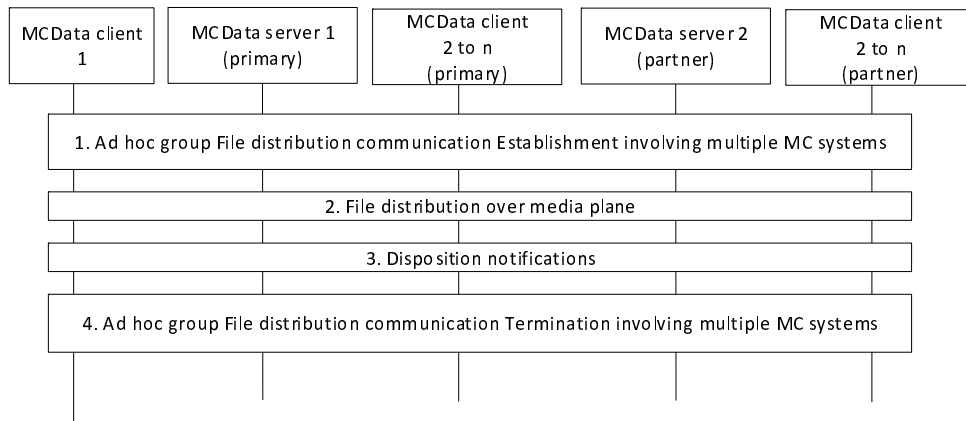 MCData client
1
MCData server 1
(primary)
MCData client
2 to n
(primary)
MCData server 2
(partner)
MCData client
2 to n
(partner)
1. Ad hoc group File distribution communication Establishment involving multiple MC systems
2. File distribution over media plane
3. Disposition notifications
4. Ad hoc group File distribution communication Termination involving multiple MC systems